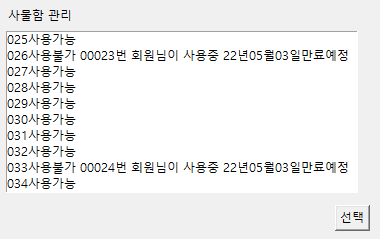 사물함 관리
025사용가능
026사용불가 00023번 회원님이 사용중 22년05월03일만료예정
027사용가능
028사용가능
029사용가능
030사용가능
031사용가능
032사용가능
033사용불가 00024번 회원님이 사용중 22년05월03일만료예정
034사용가능
선택